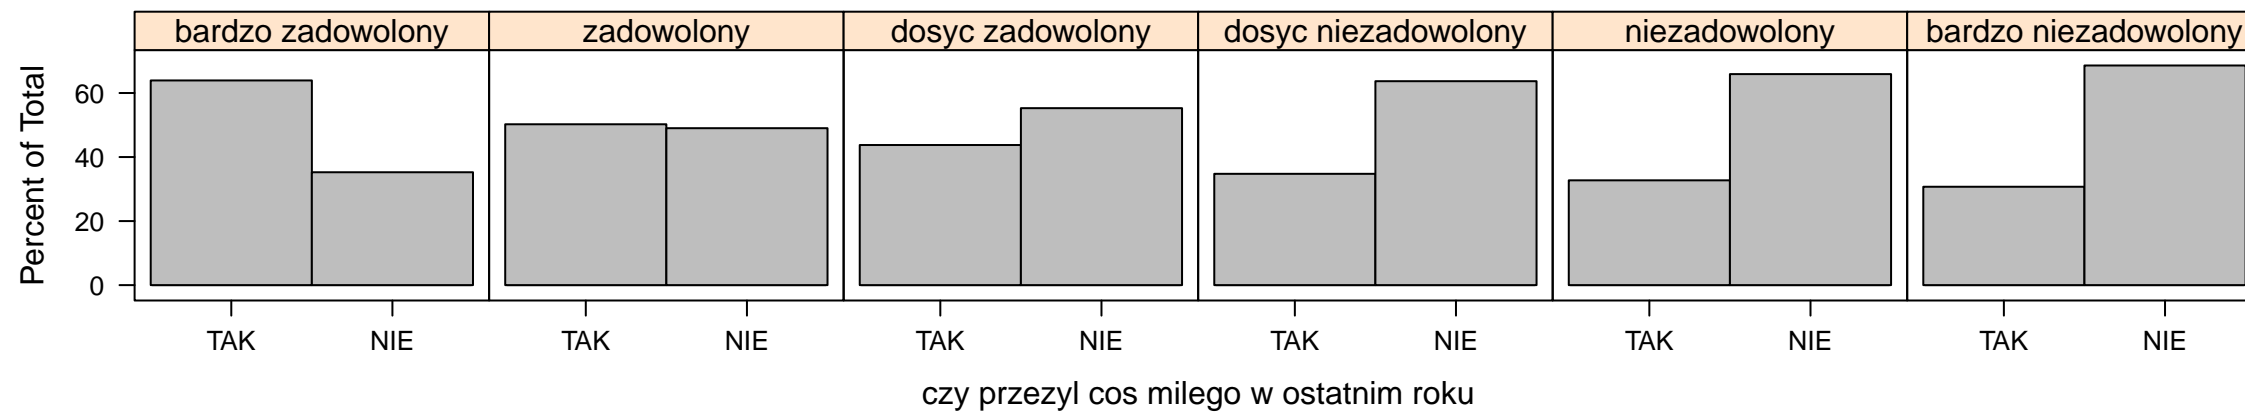 bardzo zadowolony zadowolony dosyc zadowolony dosyc niezadowolony niezadowolony bardzo niezadowolony
Percent of Total
60
40
20
0
TAK NIE TAK NIE TAK NIE TAK NIE TAK NIE TAK NIE
czy przezyl cos milego w ostatnim roku